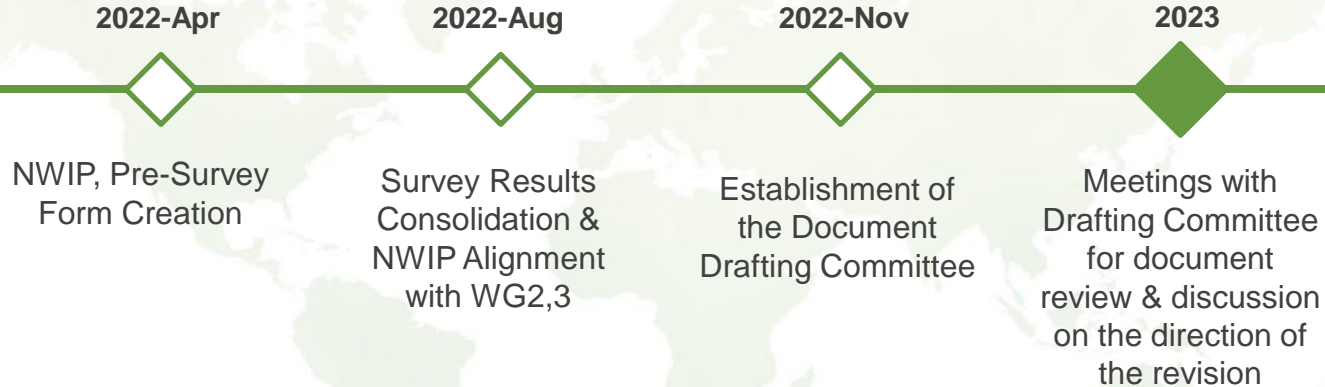 2022-Apr
NWIP, Pre-Survey
Form Creation
2022-Aug
Survey Results
Consolidation &
NWIP Alignment
with WG2,3
2022-Nov
Establishment of
the Document
Drafting Committee
2023
Meetings with
Drafting Committee
for document
review & discussion
on the direction of
the revision